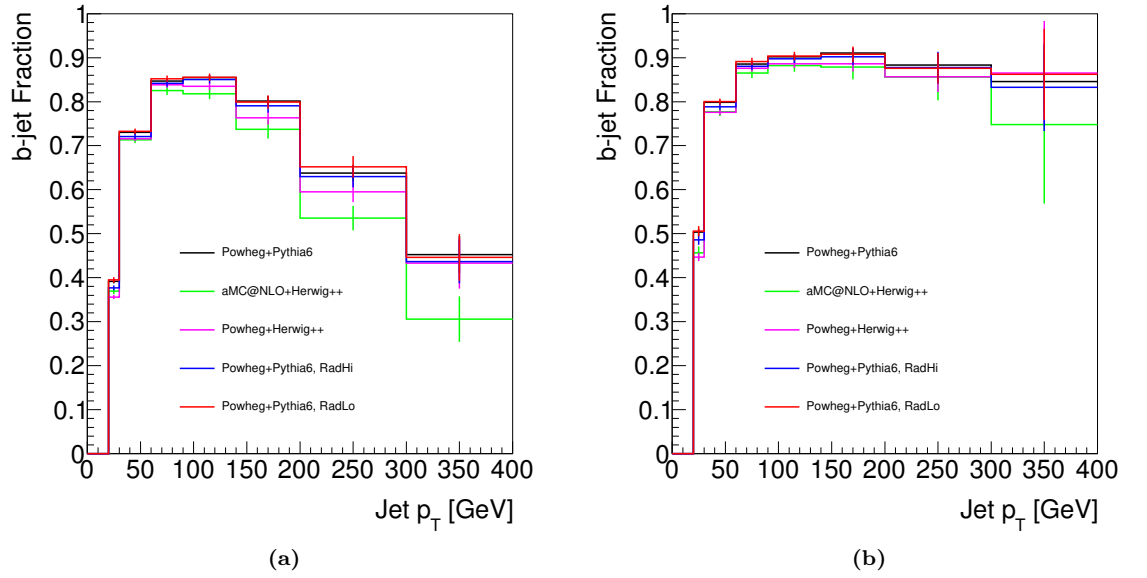 b-jet Fraction
1
0.9
0.8
0.7
0.6
0.5
0.4
0.3
0.2
0.1
0
Powheg+Pythia6
aMC@NLO+Herwig++
Powheg+Herwig++
Powheg+Pythia6, RadHi
Powheg+Pythia6, RadLo
0 50 100 150 200 250 300 350 400
Jet p_T [GeV]
(a)
b-jet Fraction
1
0.9
0.8
0.7
0.6
0.5
0.4
0.3
0.2
0.1
0
Powheg+Pythia6
aMC@NLO+Herwig++
Powheg+Herwig++
Powheg+Pythia6, RadHi
Powheg+Pythia6, RadLo
0 50 100 150 200 250 300 350 400
Jet p_T [GeV]
(b)